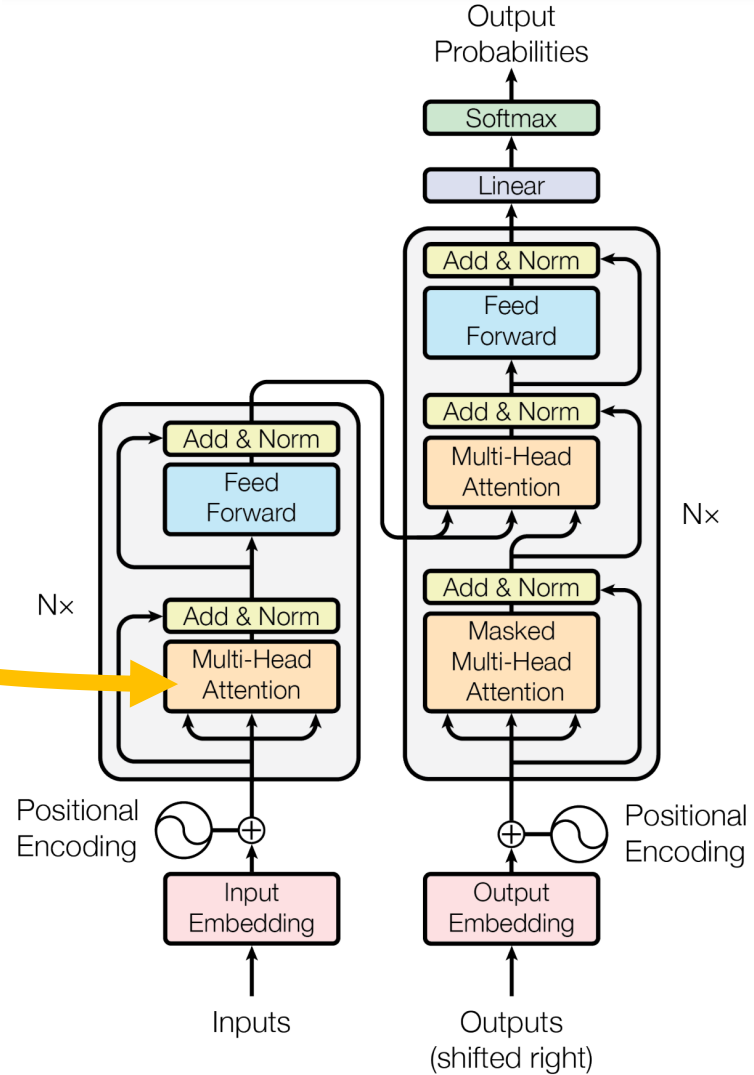 Output
Probabilities
Softmax
Linear
Add & Norm
Feed
Forward
Add & Norm
Multi-Head
Attention
Nx
Add & Norm
Masked
Multi-Head
Attention
Add & Norm
Feed
Forward
Nx
Add & Norm
Multi-Head
Attention
Positional
Encoding
Positional
Encoding
Input
Embedding
Output
Embedding
Inputs
Outputs
(shifted right)